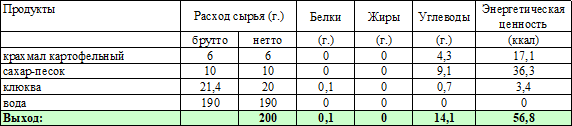 Продукты Расход сырья (г.) Белки Жиры Углеводы Энергетическая ценность
брутто нетто (г.) (г.) (г.) (ккал)
крахмал картофельный 6 6 0 0 4,3 17,1
сахар-песок 10 10 0 0 9,1 36,3
клюква 21,4 20 0,1 0 0,7 3,4
вода 190 190 0 0 0 0
Выход: 200 0,1 0 14,1 56,8